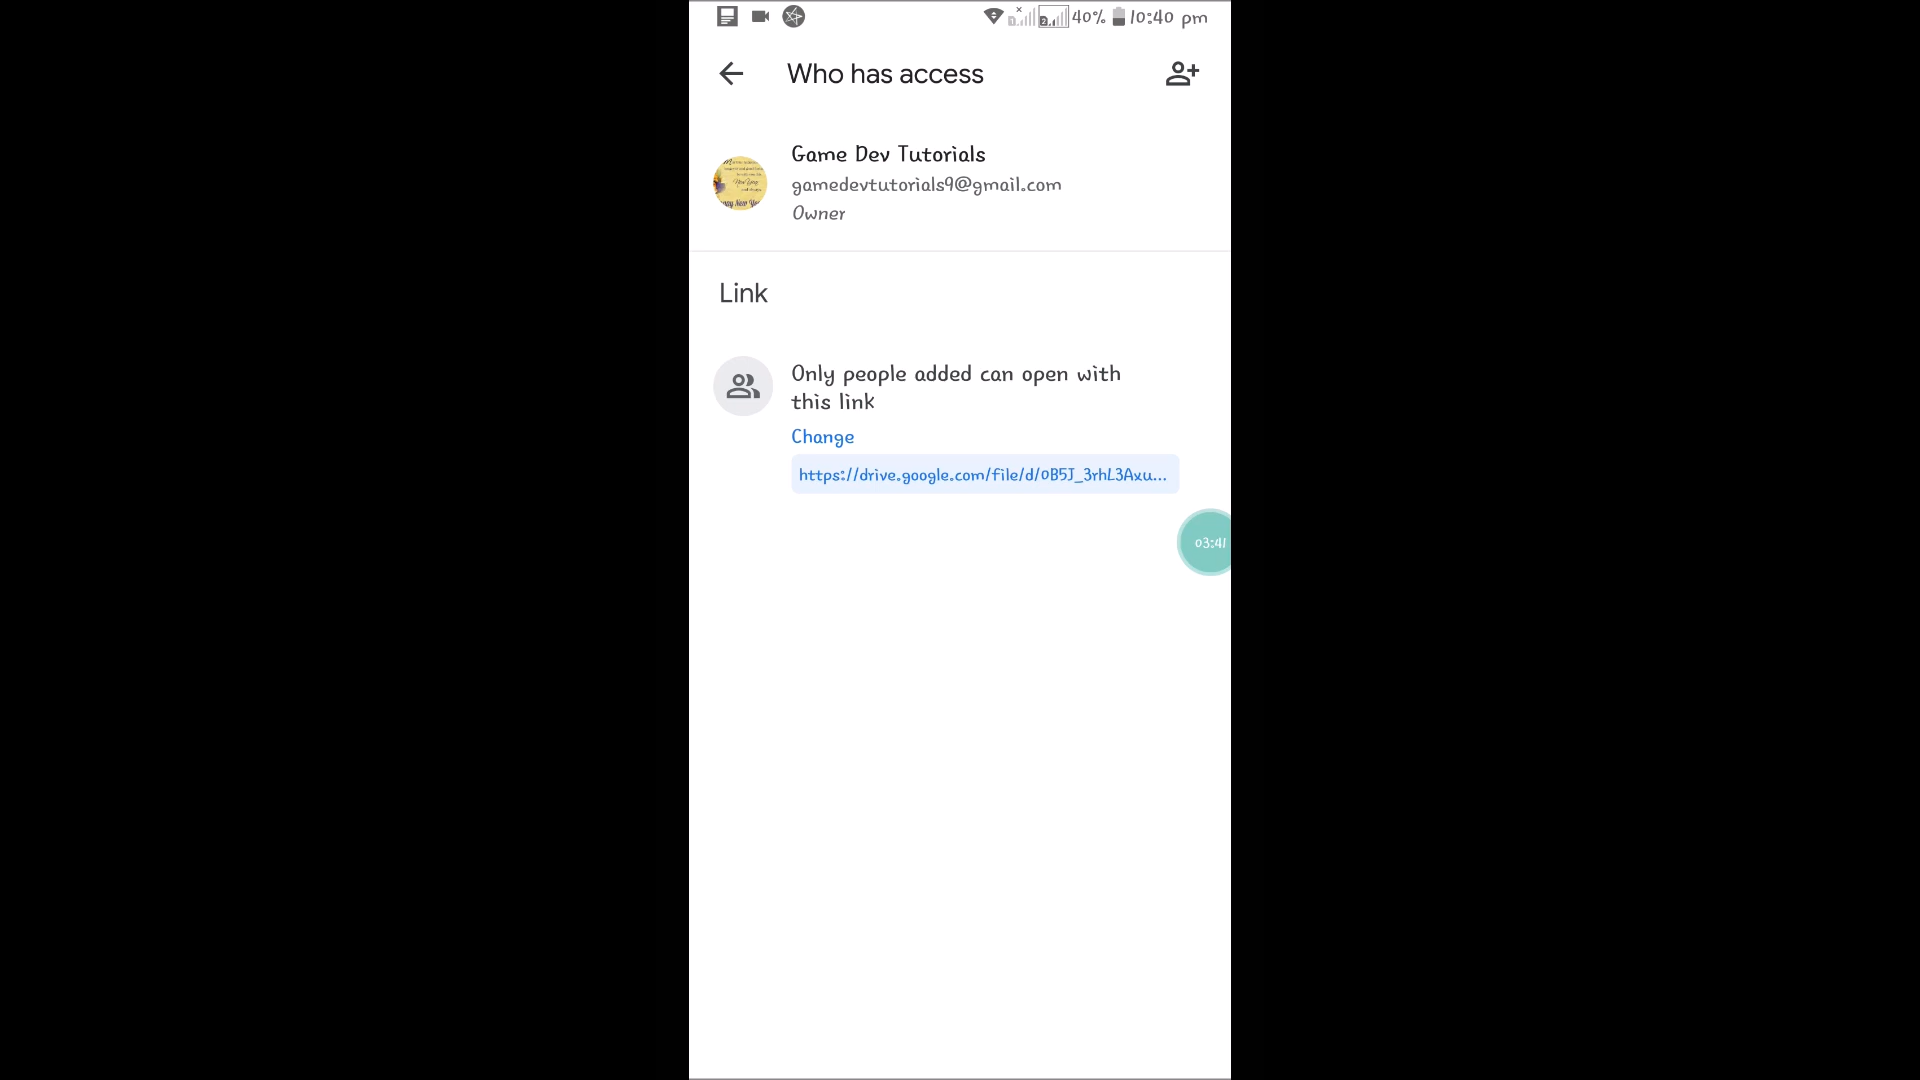 40% 10:40 pm
Who has access
Game Dev Tutorials
gamedevtutorials9@gmail.com
Owner
Link
Only people added can open with
this link
Change
https://drive.google.com/file/d/0B5J_3rhL3Axu...
03:41